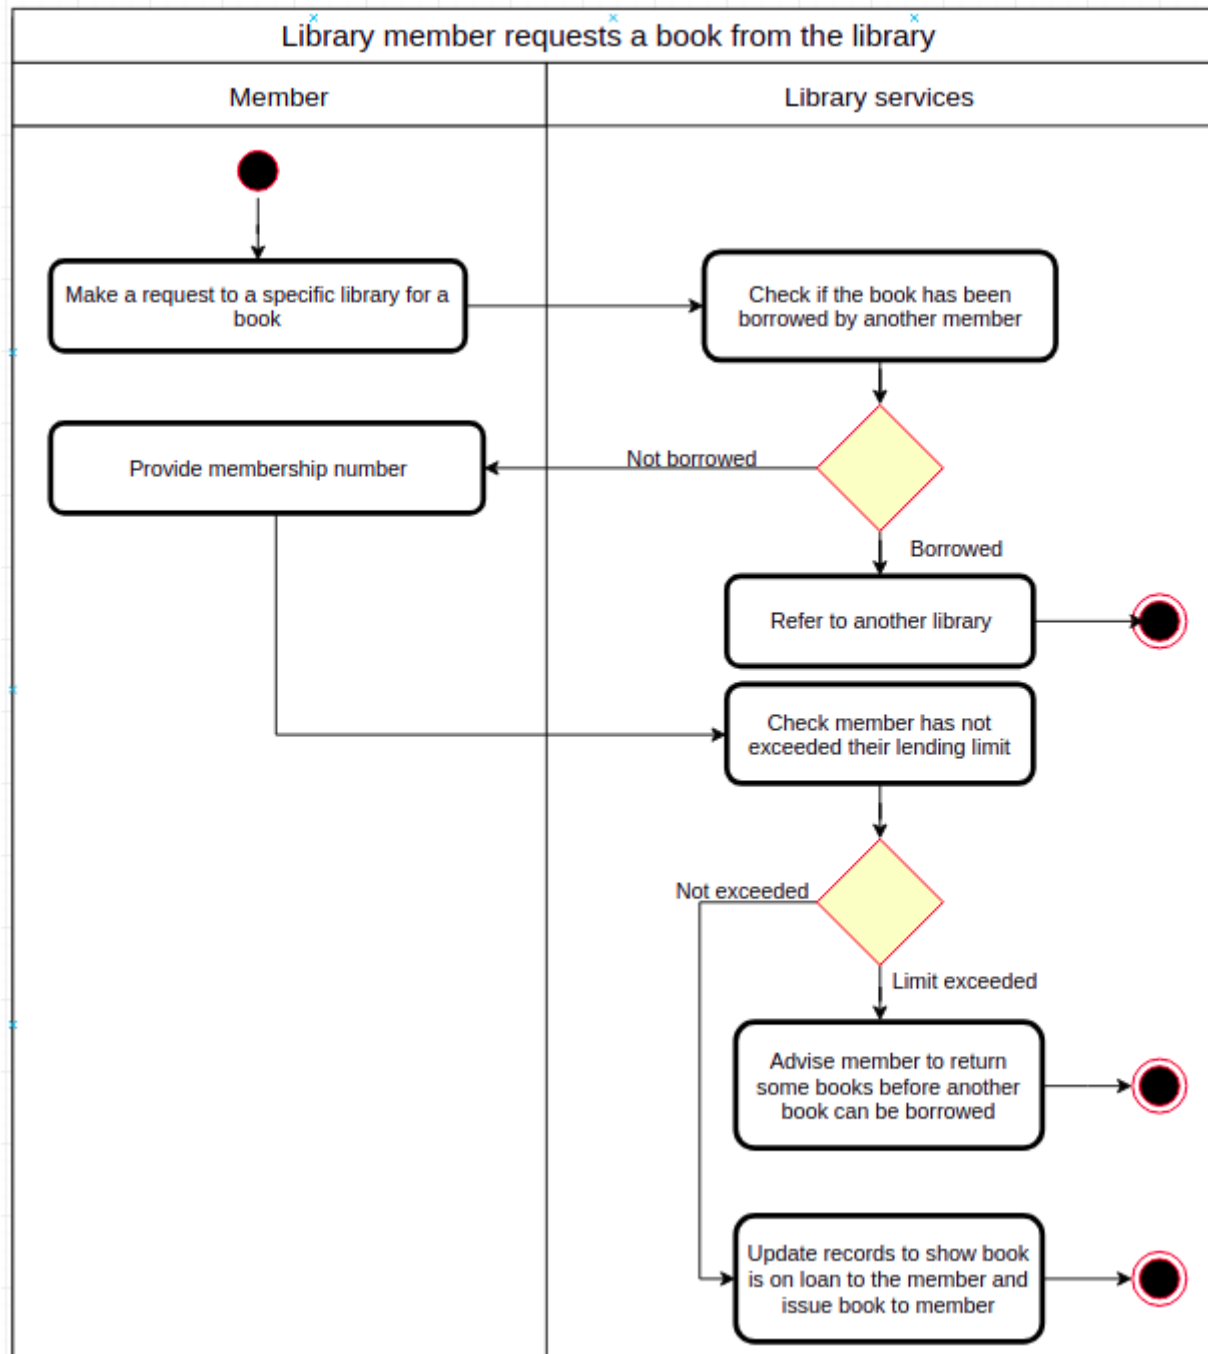 Library member requests a book from the library
Member
Library services
Make a request to a specific library for a
book
Check if the book has been
borrowed by another member
Provide membership number
Not borrowed
Borrowed
Refer to another library
Check member has not
exceeded their lending limit
Not exceeded
Limit exceeded
Advise member to return
some books before another
book can be borrowed
Update records to show book
is on loan to the member and
issue book to member